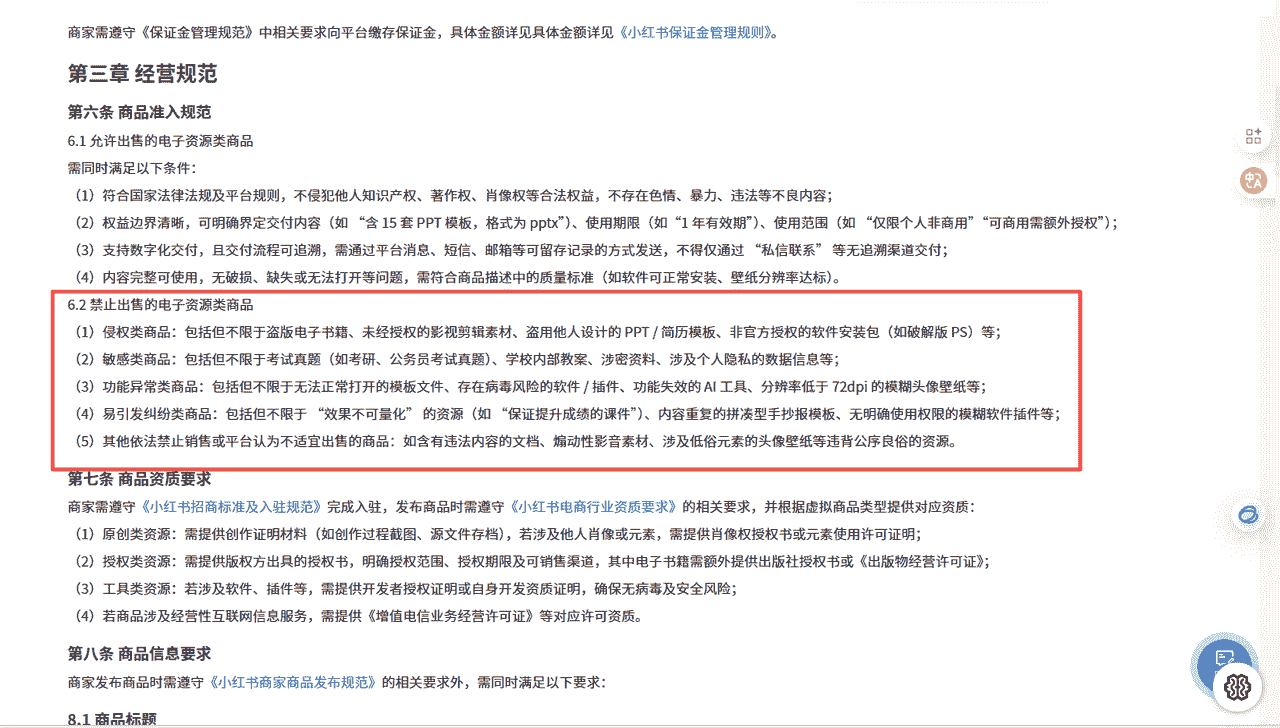 商家需遵守《保证金管理规范》中相关要求向平台缴存保证金，具体金额详见具体金额详见《小红书保证金管理规则》。
第三章 经营规范
第六条 商品准入规范
6.1 允许出售的电子资源类商品
需同时满足以下条件：
（1）符合国家法律法规及平台规则，不侵犯他人知识产权、著作权、肖像权等合法权益，不存在色情、暴力、违法等不良内容；
（2）权益边界清晰，可明确界定交付内容（如 “含 15 套 PPT 模板，格式为 pptx”）、使用期限（如 “1 年有效期”）、使用范围（如 “仅限个人非商用” “可商用需额外授权”）；
（3）支持数字化交付，且交付流程可追溯，需通过平台消息、短信、邮箱等可留存记录的方式发送，不得仅通过 “私信联系” 等无追溯渠道交付；
（4）内容完整可使用，无破损、缺失或无法打开等问题，需符合商品描述中的质量标准（如软件可正常安装、壁纸分辨率达标）。
6.2 禁止出售的电子资源类商品
（1）侵权类商品：包括但不限于盗版电子书籍、未经授权的影视剪辑素材、盗用他人设计的 PPT / 简历模板、非官方授权的软件安装包（如破解版 PS）等；
（2）敏感类商品：包括但不限于考试真题（如考研、公务员考试真题）、学校内部教案、涉密资料、涉及个人隐私的数据信息等；
（3）功能异常类商品：包括但不限于无法正常打开的模板文件、存在病毒风险的软件 / 插件、功能失效的 AI 工具、分辨率低于 72dpi 的模糊头像壁纸等；
（4）易引发纠纷类商品：包括但不限于 “效果不可量化” 的资源（如 “保证提升成绩的课件”）、内容重复的拼凑型手抄报模板、无明确使用权限的模糊软件插件等；
（5）其他依法禁止销售或平台认为不适宜出售的商品：如含有违法内容的文档、煽动性影音素材、涉及低俗元素的头像壁纸等违背公序良俗的资源。
第七条 商品资质要求
商家需遵守《小红书招商标准及入驻规范》完成入驻，发布商品时需遵守《小红书电商行业资质要求》的相关要求，并根据虚拟商品类型提供对应资质：
（1）原创类资源：需提供创作证明材料（如创作过程截图、源文件存档），若涉及他人肖像或元素，需提供肖像权授权书或元素使用许可证明；
（2）授权类资源：需提供版权方出具的授权书，明确授权范围、授权期限及可销售渠道，其中电子书籍需额外提供出版社授权书或《出版物经营许可证》；
（3）工具类资源：若涉及软件、插件等，需提供开发者授权证明或自身开发资质证明，确保无病毒及安全风险；
（4）若商品涉及经营性互联网信息服务，需提供《增值电信业务经营许可证》等对应许可资质。
第八条 商品信息要求
商家发布商品时需遵守《小红书商家商品发布规范》的相关要求外，需同时满足以下要求：
8.1 商品标题